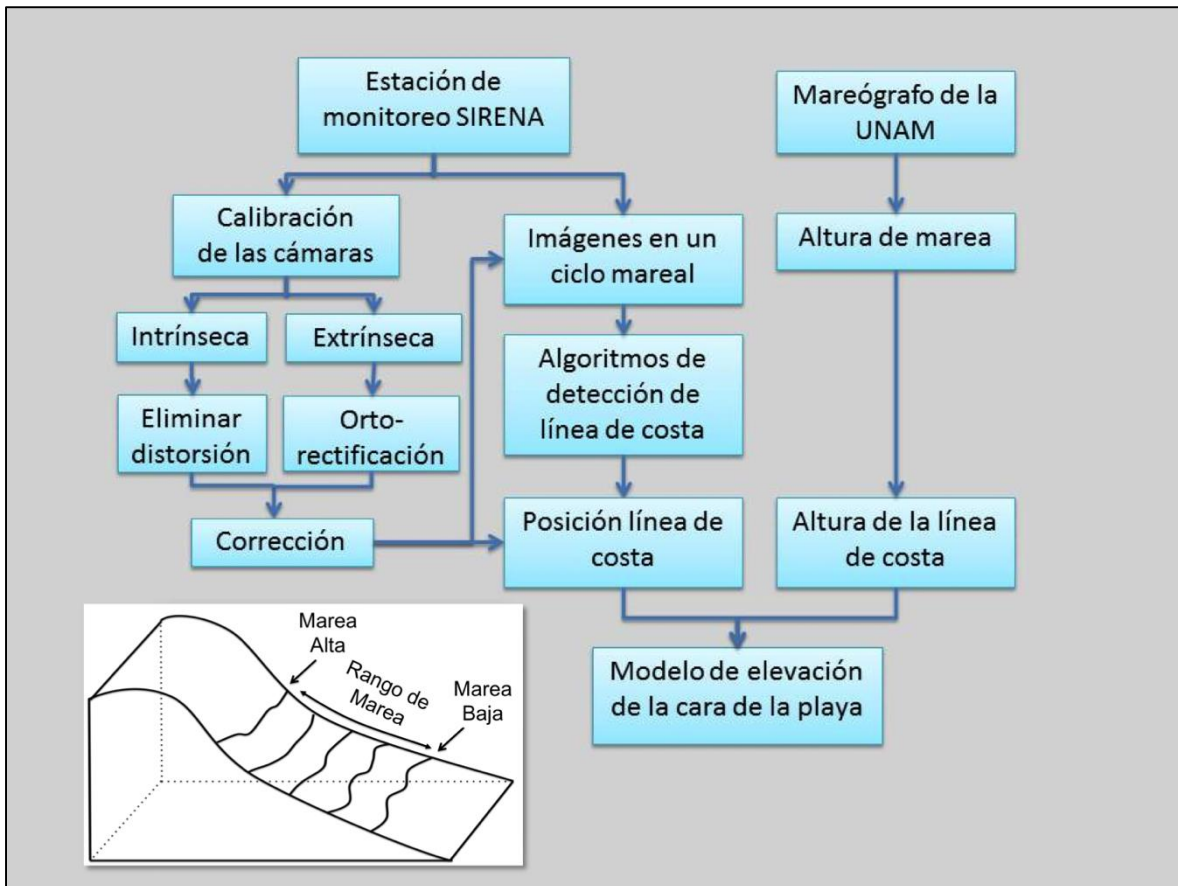 Estación de
monitoreo SIRENA
Mareógrafo de la
UNAM
Calibración
de las cámaras
Imágenes en un
ciclo mareal
Altura de marea
Intrínseca
Extrínseca
Algoritmos de
detección de
línea de costa
Eliminar
distorsión
Orto-
rectificación
Corrección
Posición línea de
costa
Altura de la línea
de costa
Modelo de elevación
de la cara de la playa
Marea
Alta
Rango de
Marea
Marea
Baja